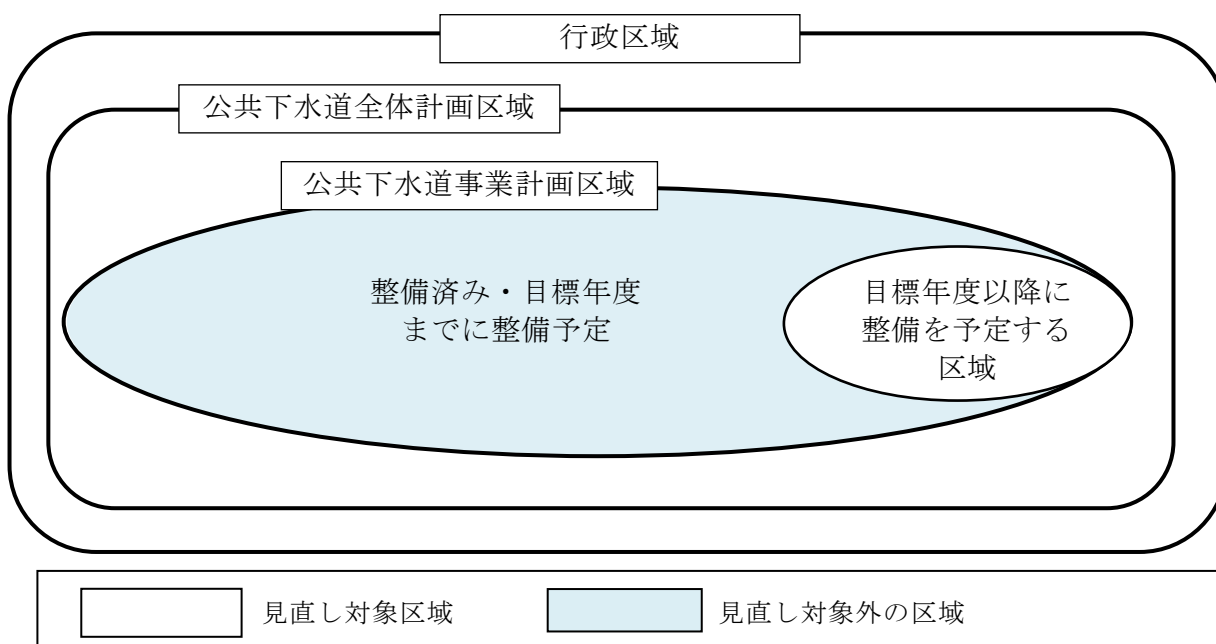 行政区域
公共下水道全体計画区域
公共下水道事業計画区域
整備済み・目標年度
までに整備予定
目標年度以降に
整備を予定する
区域
見直し対象区域
見直し対象外の区域